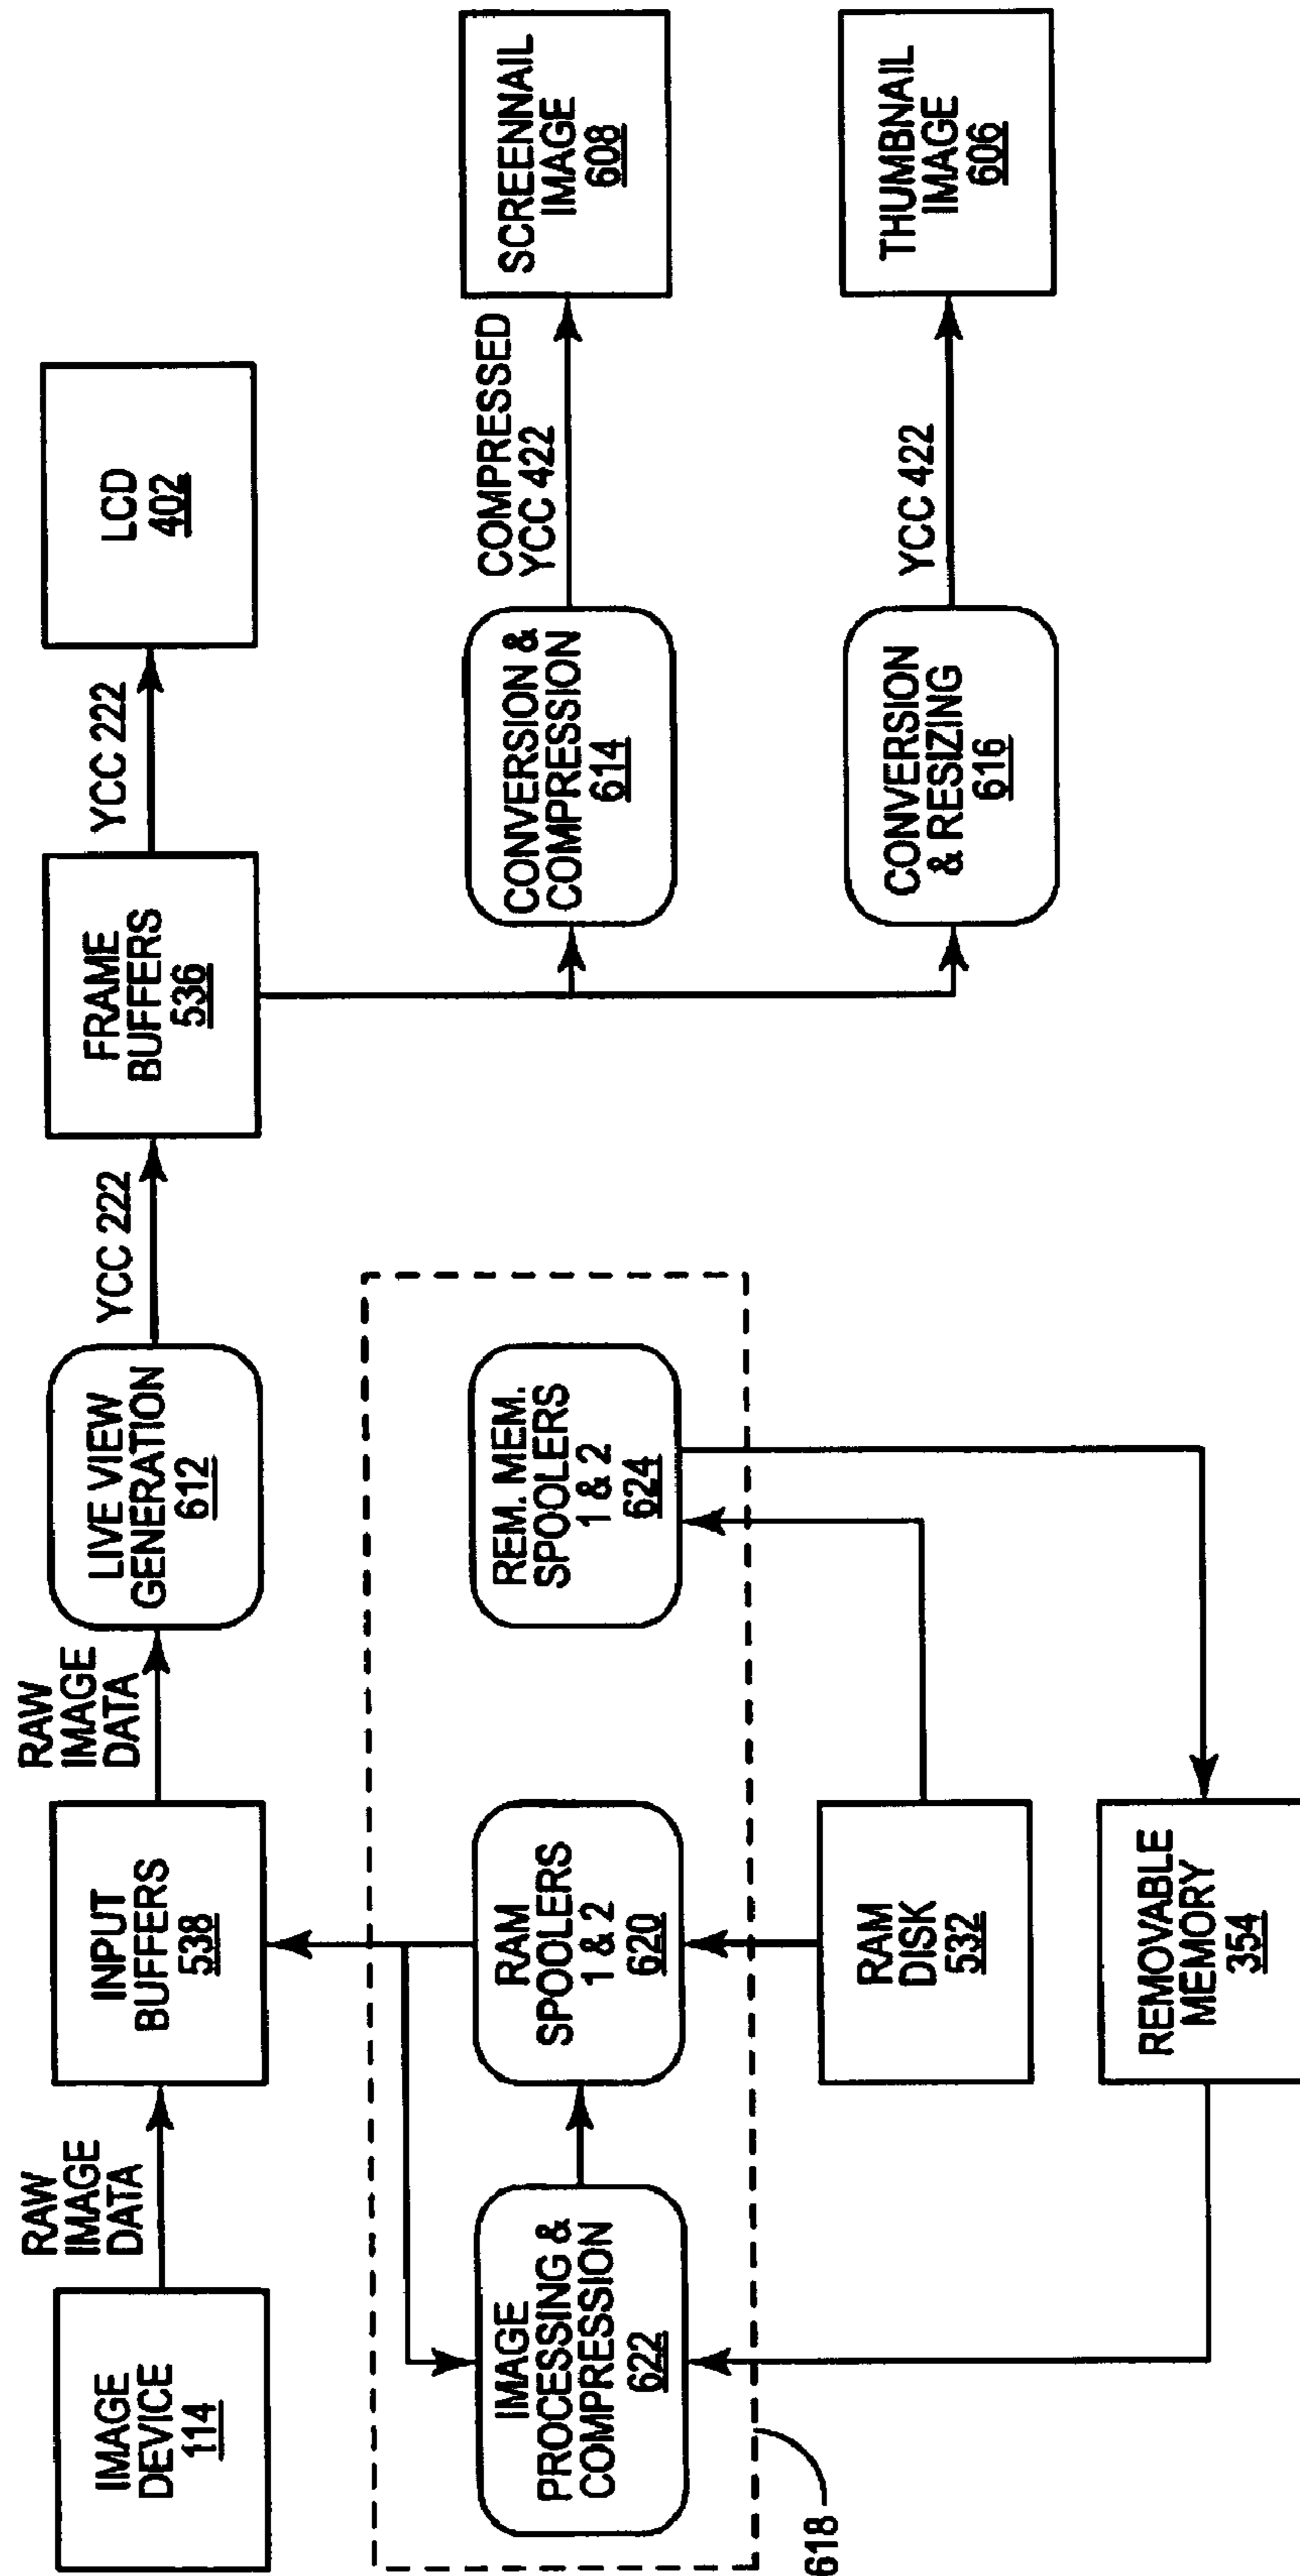 RAW
IMAGE
DATA
RAW
IMAGE
DATA
YCC 222
YCC 222
IMAGE
DEVICE
114
INPUT
BUFFERS
538
LIVE VIEW
GENERATION
612
FRAME
BUFFERS
536
LCD
402
IMAGE
PROCESSING &
COMPRESSION
622
RAM
SPOOLERS
1 & 2
620
REM. MEM.
SPOOLERS
1 & 2
624
CONVERSION &
COMPRESSION
614
COMPRESSED
YCC 422
SCREENNAIL
IMAGE
608
618
RAM
DISK
532
CONVERSION
& RESIZING
616
YCC 422
THUMBNAIL
IMAGE
606
REMOVABLE
MEMORY
354